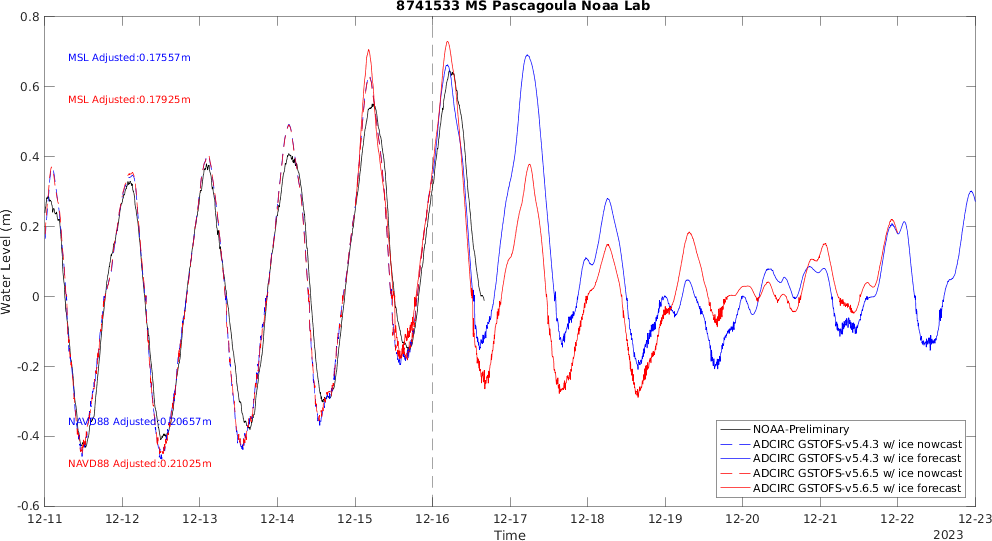 8741533 MS Pascagoula Noaa Lab
0.8
0.6
0.4
0.2
0
-0.2
-0.4
-0.6
Water Level (m)
MSL Adjusted:0.17557m
MSL Adjusted:0.17925m
NAVD88 Adjusted:0.20657m
NAVD88 Adjusted:0.21025m
NOAA-Preliminary
ADCIRC GSTOFS-v5.4.3 w/ ice nowcast
ADCIRC GSTOFS-v5.4.3 w/ ice forecast
ADCIRC GSTOFS-v5.6.5 w/ ice nowcast
ADCIRC GSTOFS-v5.6.5 w/ ice forecast
12-11 12-12 12-13 12-14 12-15 12-16 12-17 12-18 12-19 12-20 12-21 12-22 12-23
Time
2023